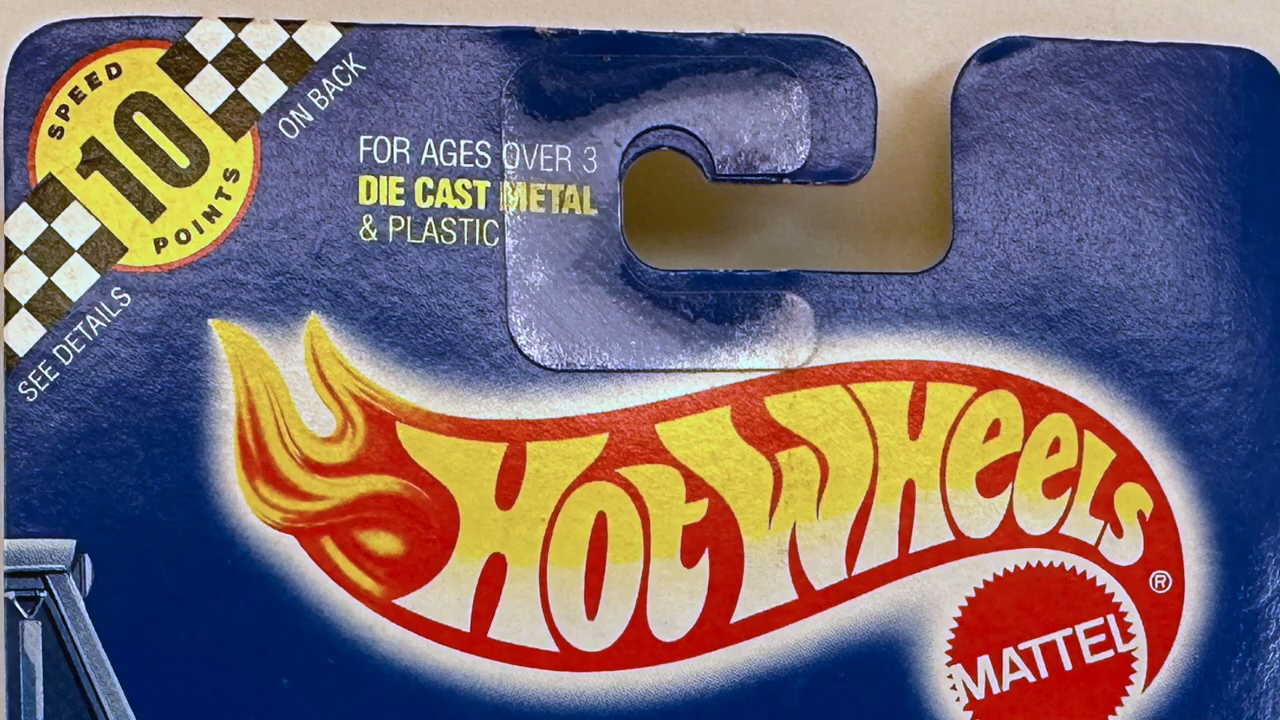 SPEED
10
POINTS
ON BACK
SEE DETAILS
FOR AGES OVER 3
DIE CAST METAL
& PLASTIC
Hot Wheels
®
MATTEL